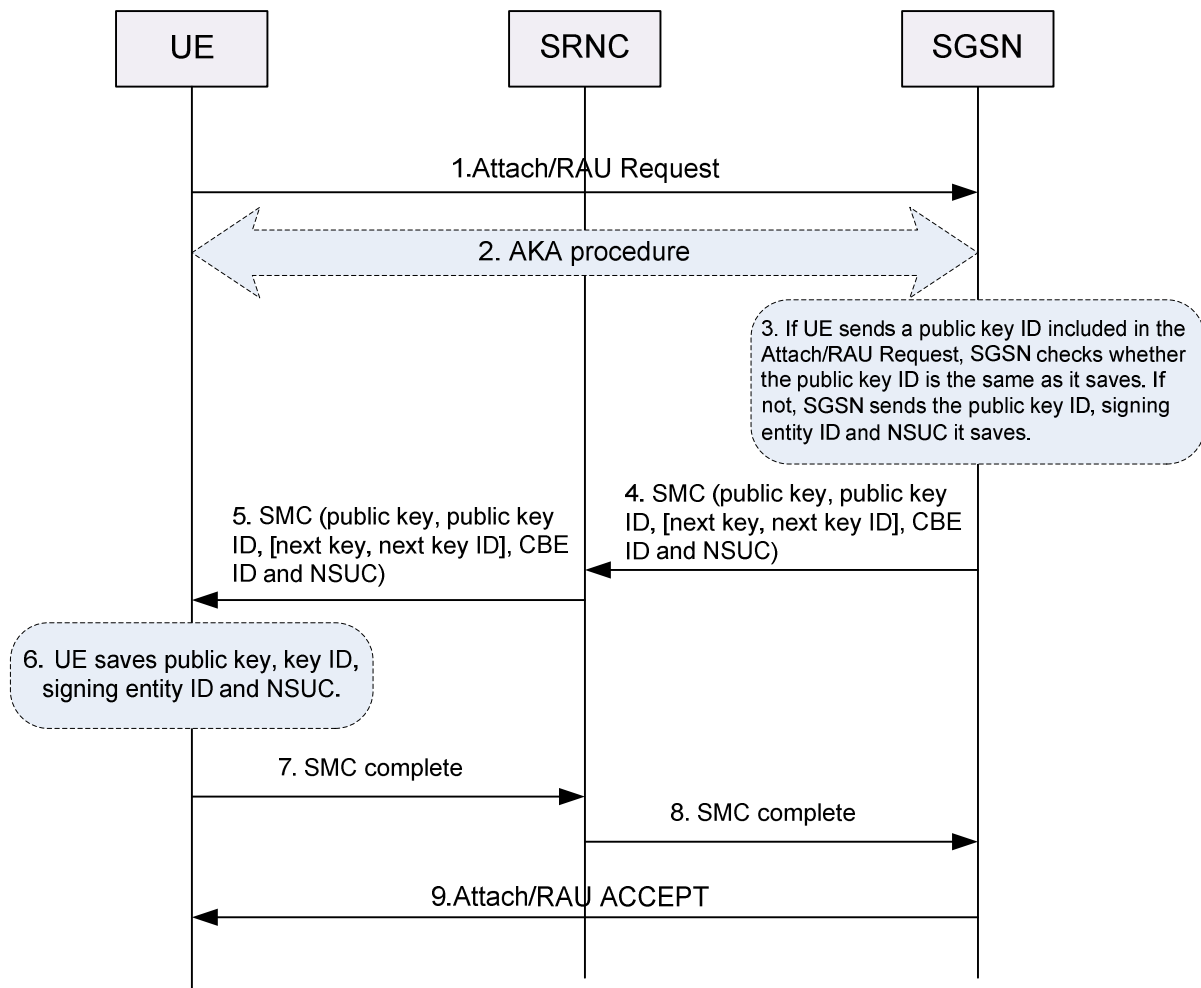 UE
SRNC
SGSN
1.Attach/RAU Request
2. AKA procedure
3. If UE sends a public key ID included in the
Attach/RAU Request, SGSN checks whether
the public key ID is the same as it saves. If
not, SGSN sends the public key ID, signing
entity ID and NSUC it saves.
4. SMC (public key, public key
ID, [next key, next key ID], CBE
ID and NSUC)
5. SMC (public key, public key
ID, [next key, next key ID], CBE
ID and NSUC)
6. UE saves public key, key ID,
signing entity ID and NSUC.
7. SMC complete
8. SMC complete
9.Attach/RAU ACCEPT